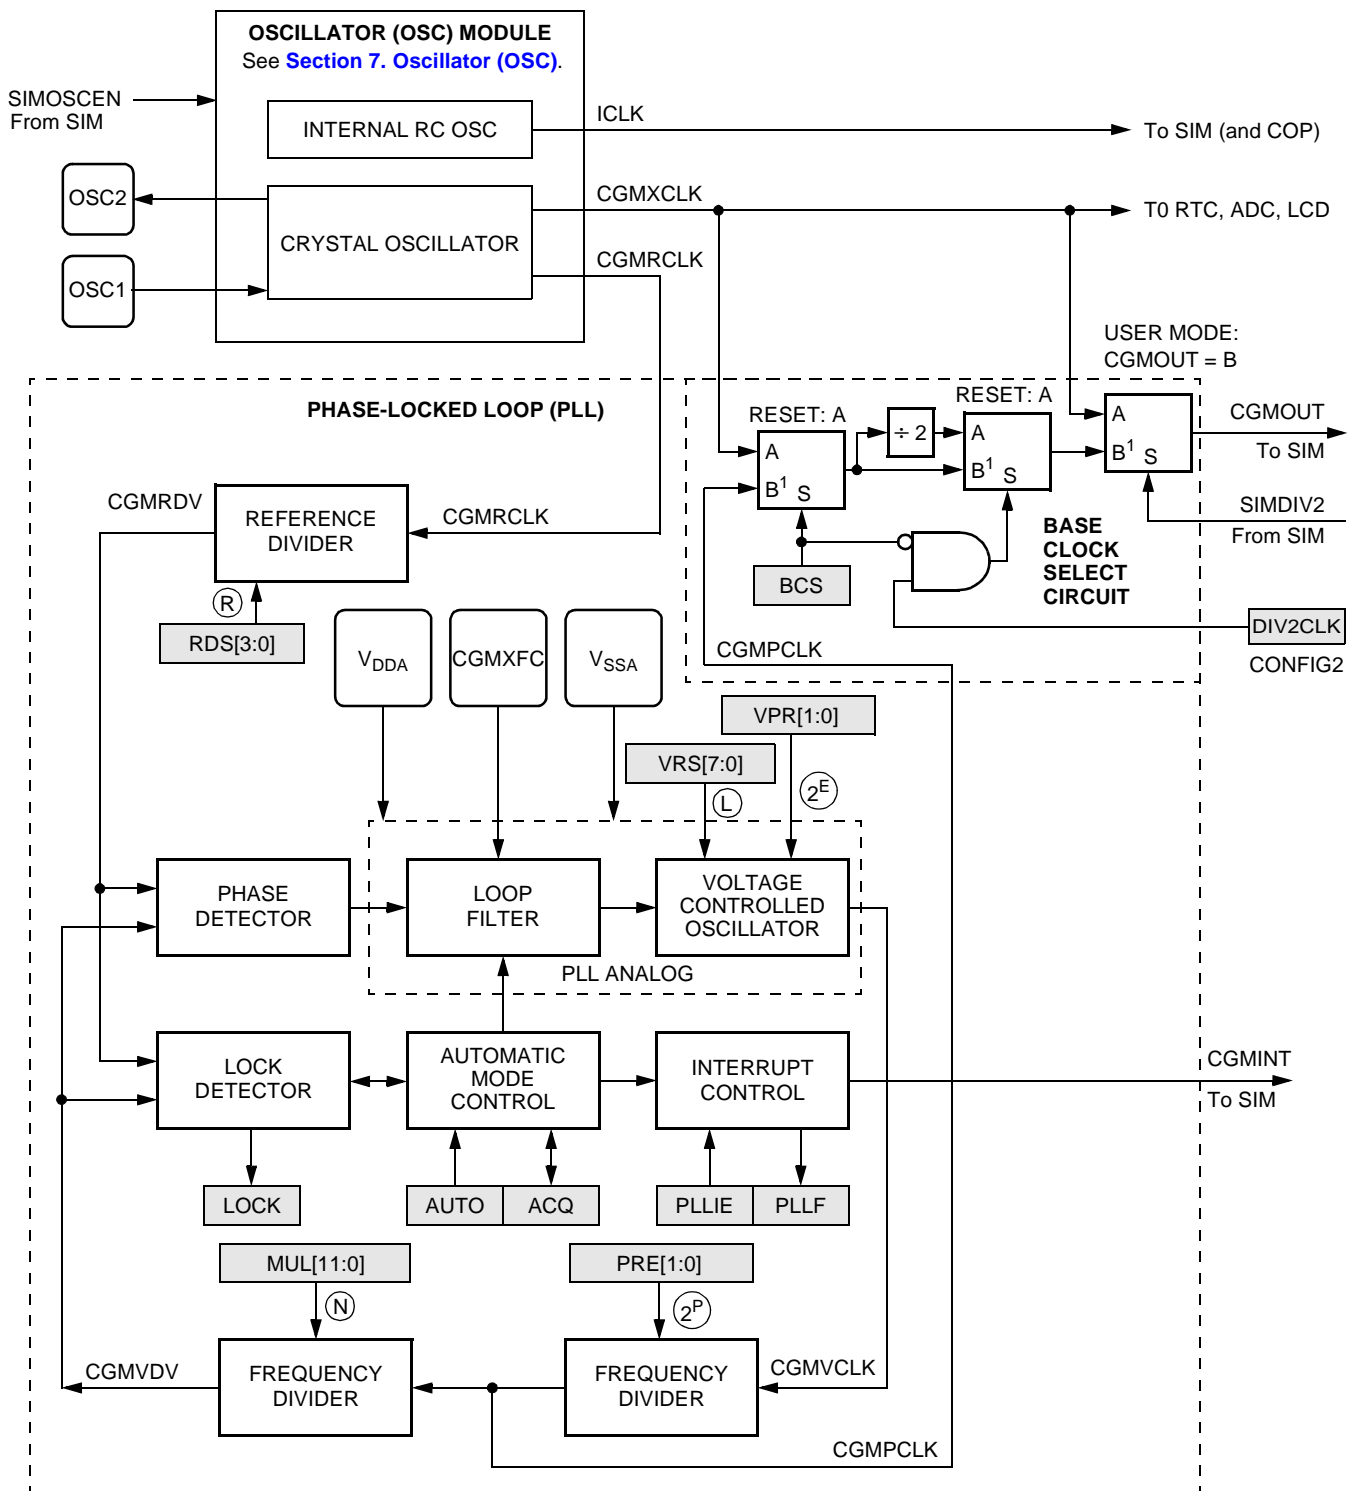 OSCILLATOR (OSC) MODULE
See Section 7. Oscillator (OSC).
SIMOSCEN
From SIM
INTERNAL RC OSC
ICLK
To SIM (and COP)
OSC2
CGMXCLK
T0 RTC, ADC, LCD
CRYSTAL OSCILLATOR
CGMRCLK
OSC1
USER MODE:
CGMOUT = B
PHASE-LOCKED LOOP (PLL)
RESET: A
RESET: A
A
B1 S
÷ 2
A
B1 S
A
B1 S
CGMOUT
To SIM
SIMDIV2
From SIM
CGMRDV
REFERENCE
DIVIDER
CGMRCLK
BCS
BASE
CLOCK
SELECT
CIRCUIT
R
RDS[3:0]
DIV2CLK
CONFIG2
VDDA
CGMXFC
VSSA
CGMPCLK
VPR[1:0]
VRS[7:0]
L
2E
PHASE
DETECTOR
LOOP
FILTER
VOLTAGE
CONTROLLED
OSCILLATOR
PLL ANALOG
LOCK
DETECTOR
AUTOMATIC
MODE
CONTROL
INTERRUPT
CONTROL
CGMINT
To SIM
LOCK
AUTO
ACQ
PLLIE
PLLF
MUL[11:0]
PRE[1:0]
N
2P
CGMVDV
FREQUENCY
DIVIDER
FREQUENCY
DIVIDER
CGMVCLK
CGMPCLK